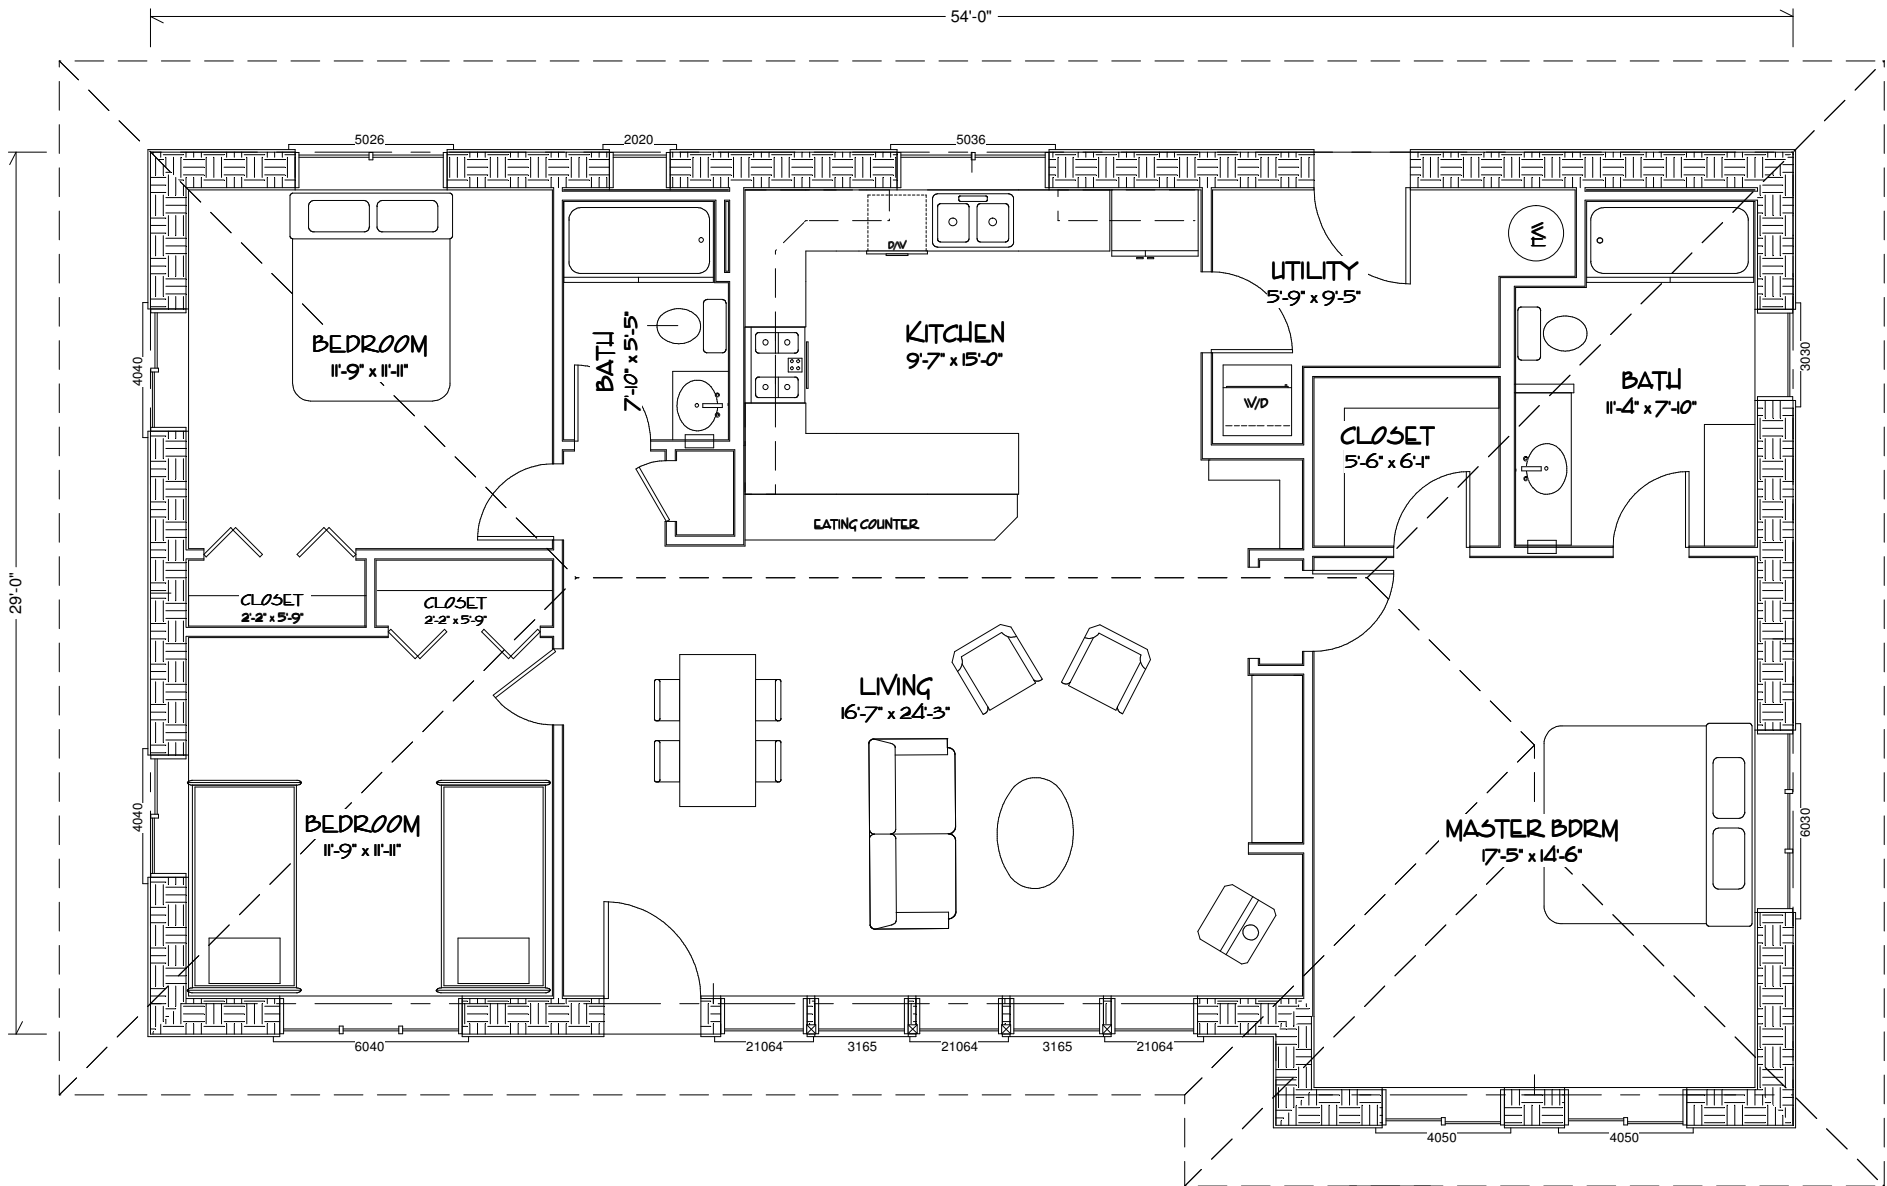 54'-0"
5026
2020
5036
29'-0"
4040
4040
3030
6030
BEDROOM
11'-9" x 11'-11"
BATH
7'-10" x 5'-5"
D/W
KITCHEN
9'-7" x 15'-0"
UTILITY
5'-9" x 9'-5"
WH
W/D
CLOSET
5'-6" x 6'-1"
BATH
11'-4" x 7'-10"
EATING COUNTER
CLOSET
2'-2" x 5'-9"
CLOSET
2'-2" x 5'-9"
LIVING
16'-7" x 24'-3"
BEDROOM
11'-9" x 11'-11"
MASTER BDRM
17'-5" x 14'-6"
6040
21064
3165
21064
3165
21064
4050
4050